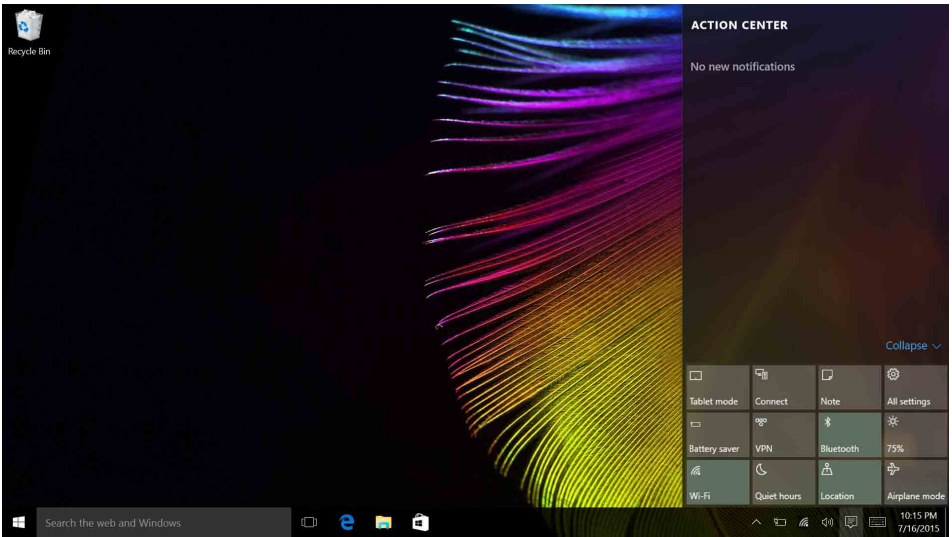 Recycle Bin
ACTION CENTER
No new notifications
Collapse
Tablet mode
Connect
Note
All settings
Battery saver
VPN
Bluetooth
75%
Wi-Fi
Quiet hours
Location
Airplane mode
Search the web and Windows
10:15 PM
7/16/2015